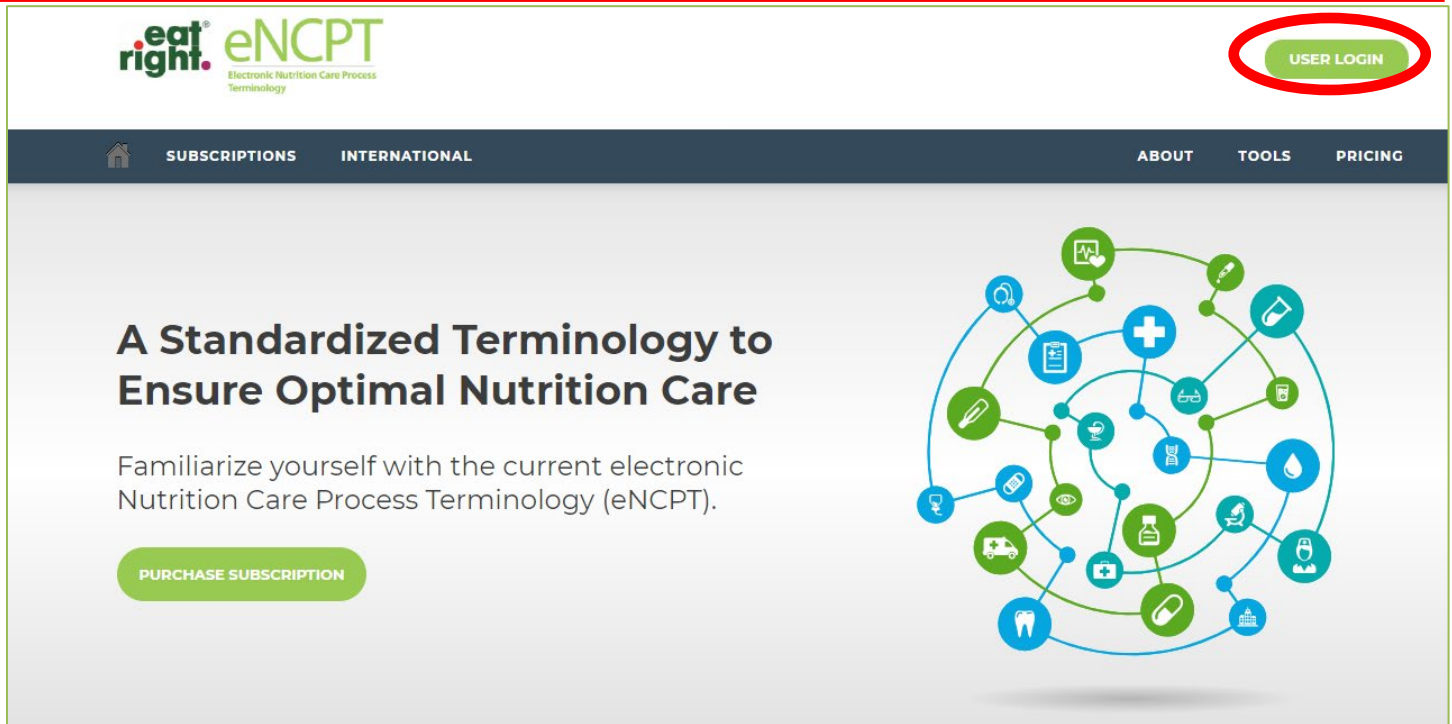 eat®
right.
eNCPT
Electronic Nutrition Care Process
Terminology
USER LOGIN
SUBSCRIPTIONS INTERNATIONAL ABOUT TOOLS PRICING
A Standardized Terminology to
Ensure Optimal Nutrition Care
Familiarize yourself with the current electronic
Nutrition Care Process Terminology (eNCPT).
PURCHASE SUBSCRIPTION